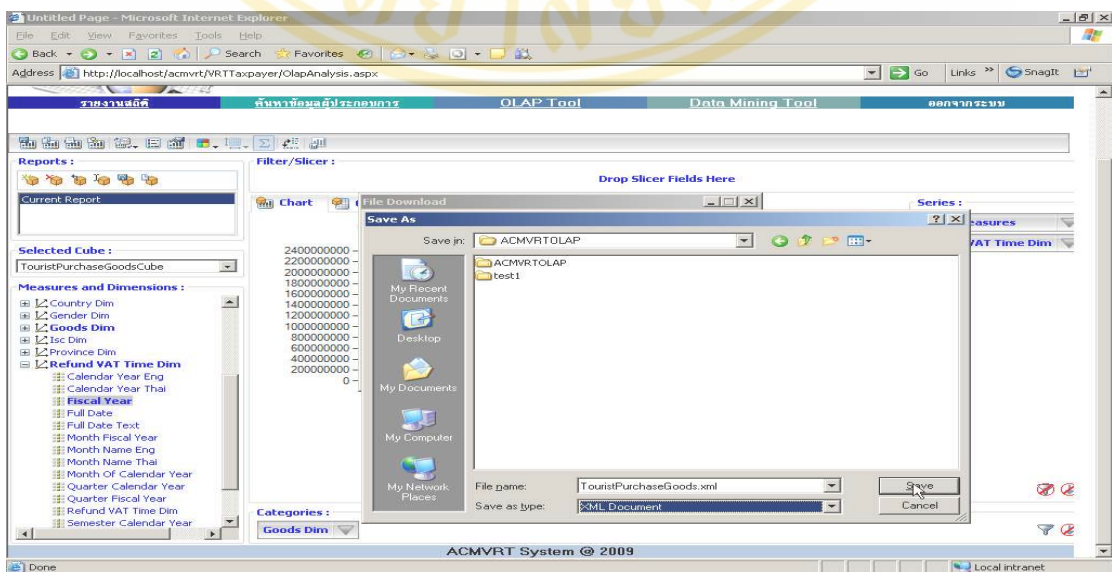 Untitled Page - Microsoft Internet Explorer
File Edit View Favorites Tools Help
Back Search Favorites
Address http://localhost/acmvrt/VRTTaxpayer/OlapAnalysis.aspx Go Links >> SnagIt
รายงานสถิติ ค้นหาข้อมูลผู้ประกอบการ OLAP Tool Data Mining Tool ออกจากระบบ
Reports :
Filter/Slicer :
Drop Slicer Fields Here
Current Report
Chart
File Download
Series :
Save As
Save in: ACMVRTOLAP
ACMVRTOLAP
test1
My Recent Documents
Desktop
My Documents
My Computer
My Network Places
File name: TouristPurchaseGoods.xml Save
Save as type: XML Document Cancel
easures
/AT Time Dim
Selected Cube :
TouristPurchaseGoodsCube
Measures and Dimensions :
Country Dim
Gender Dim
Goods Dim
Isc Dim
Province Dim
Refund VAT Time Dim
Calendar Year Eng
Calendar Year Thai
Fiscal Year
Full Date
Full Date Text
Month Fiscal Year
Month Name Eng
Month Name Thai
Month Of Calendar Year
Quarter Calendar Year
Quarter Fiscal Year
Refund VAT Time Dim
Semester Calendar Year
2400000000
2200000000
2000000000
1800000000
1600000000
1400000000
1200000000
1000000000
800000000
600000000
400000000
200000000
0
Categories :
Goods Dim
ACMVRT System @ 2009
Done Local intranet